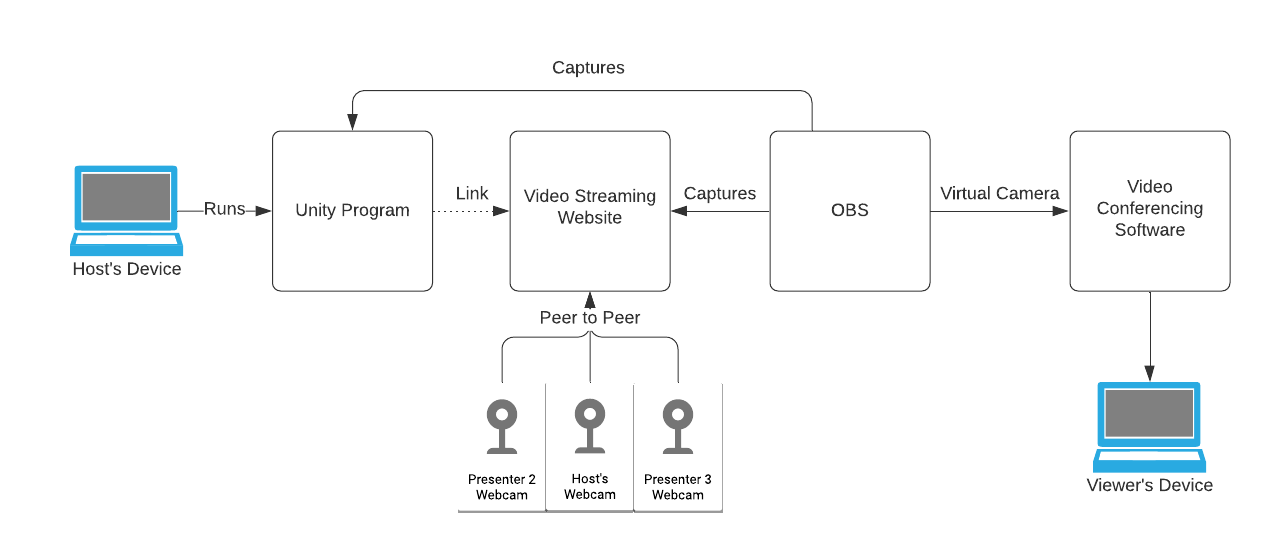 Captures
Runs
Unity Program
Link
Video Streaming
Website
Captures
OBS
Virtual Camera
Video
Conferencing
Software
Host's Device
Peer to Peer
Presenter 2
Webcam
Host's
Webcam
Presenter 3
Webcam
Viewer's Device